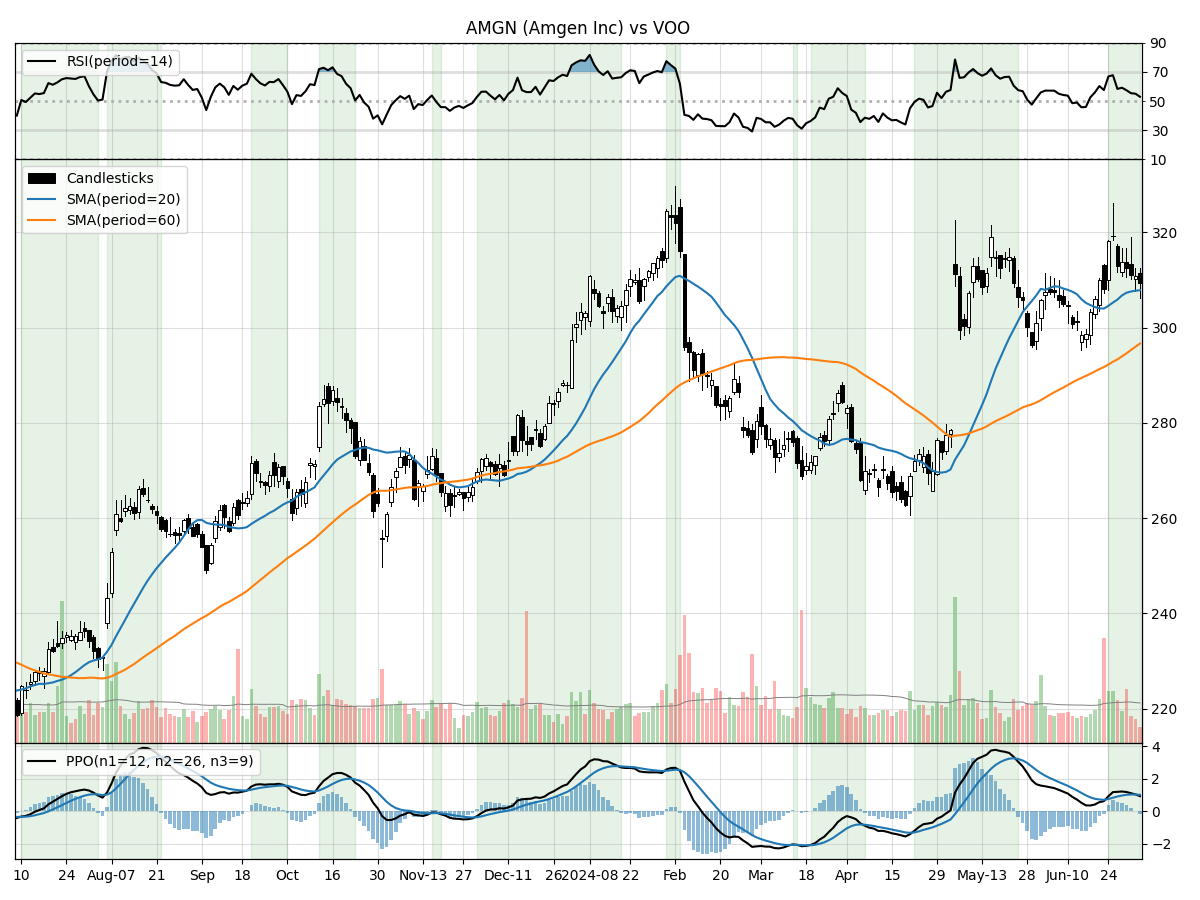 AMGN (Amgen Inc) vs VOO
RSI(period=14)
90
70
50
30
10
Candlesticks
SMA(period=20)
SMA(period=60)
320
300
280
260
240
220
PPO(n1=12, n2=26, n3=9)
4
2
0
−2
10 24 Aug-07 21 Sep 18 Oct 16 30 Nov-13 27 Dec-11 26 2024-08 22 Feb 20 Mar 18 Apr 15 29 May-13 28 Jun-10 24